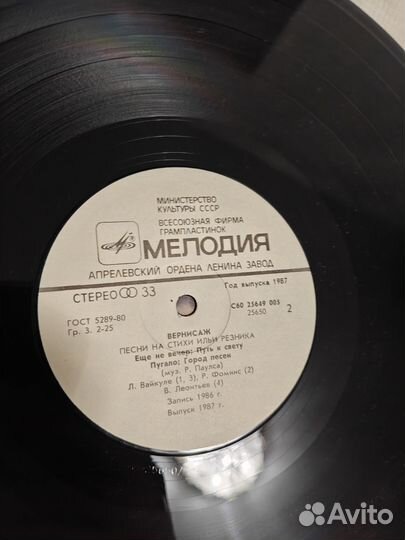 МИНИСТЕРСТВО
КУЛЬТУРЫ СССР
ВСЕСОЮЗНАЯ ФИРМА
ГРАМПЛАСТИНОК
МЕЛОДИЯ
АПРЕЛЕВСКИЙ ОРДЕНА ЛЕНИНА ЗАВОД
СТЕРЕО 33
Год выпуска 1987
ГОСТ 5289-80
Гр. 3. 2-25
С60 25649 005
25650
2
ВЕРНИСАЖ
ПЕСНИ НА СТИХИ ИЛЬИ РЕЗНИКА
Еще не вечер; Путь к свету
Пугало; Город песен
(муз. Р. Паулса)
Л. Вайкуле (1, 3), Р. Фоминс (2)
В. Леонтьев (4)
Запись 1986 г.
Выпуск 1987 г.
Avito